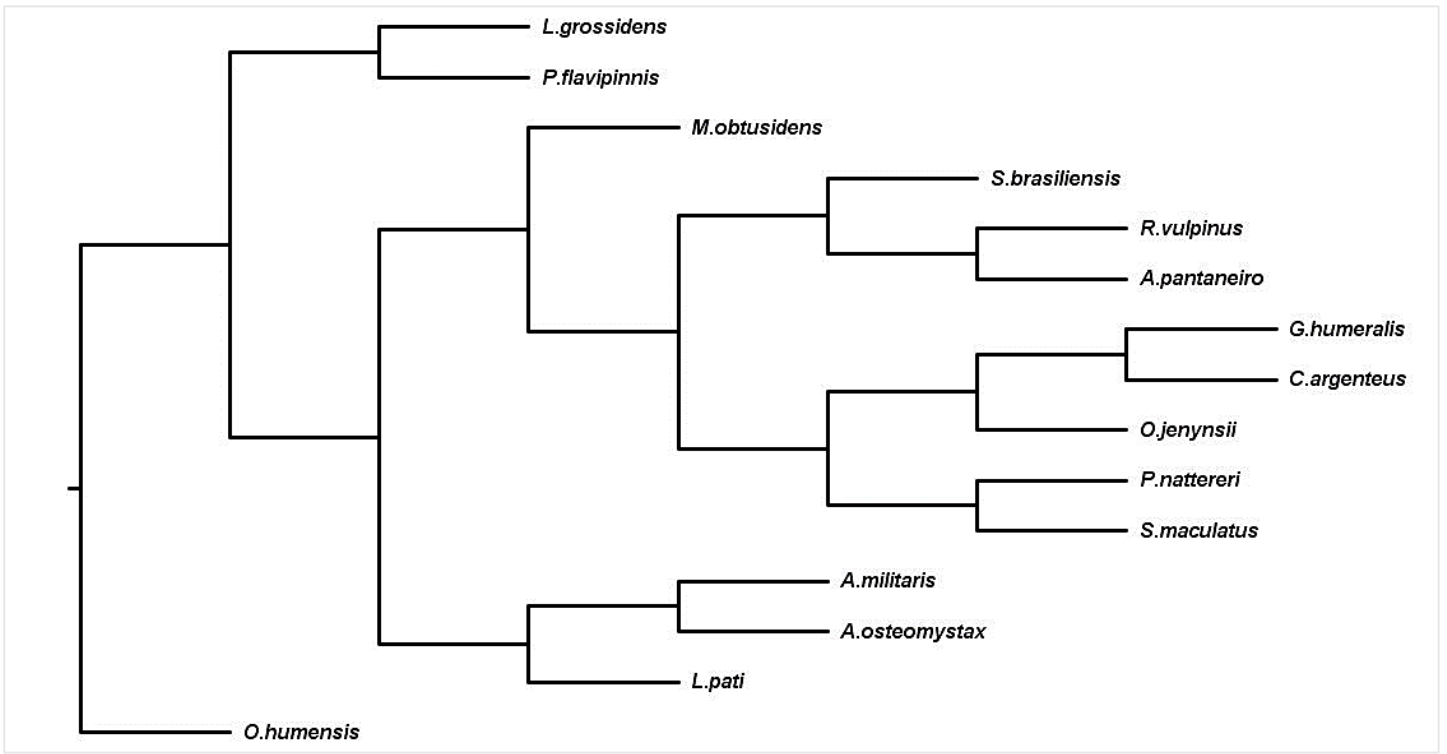 L.grossidens
P.flavipinnis
M.obtusidens
S.brasiliensis
R.vulpinus
A.pantaneiro
G.humeralis
C.argenteus
O.jenynsii
P.nattereri
S.maculatus
A.militaris
A.osteomystax
L.pati
O.humensis